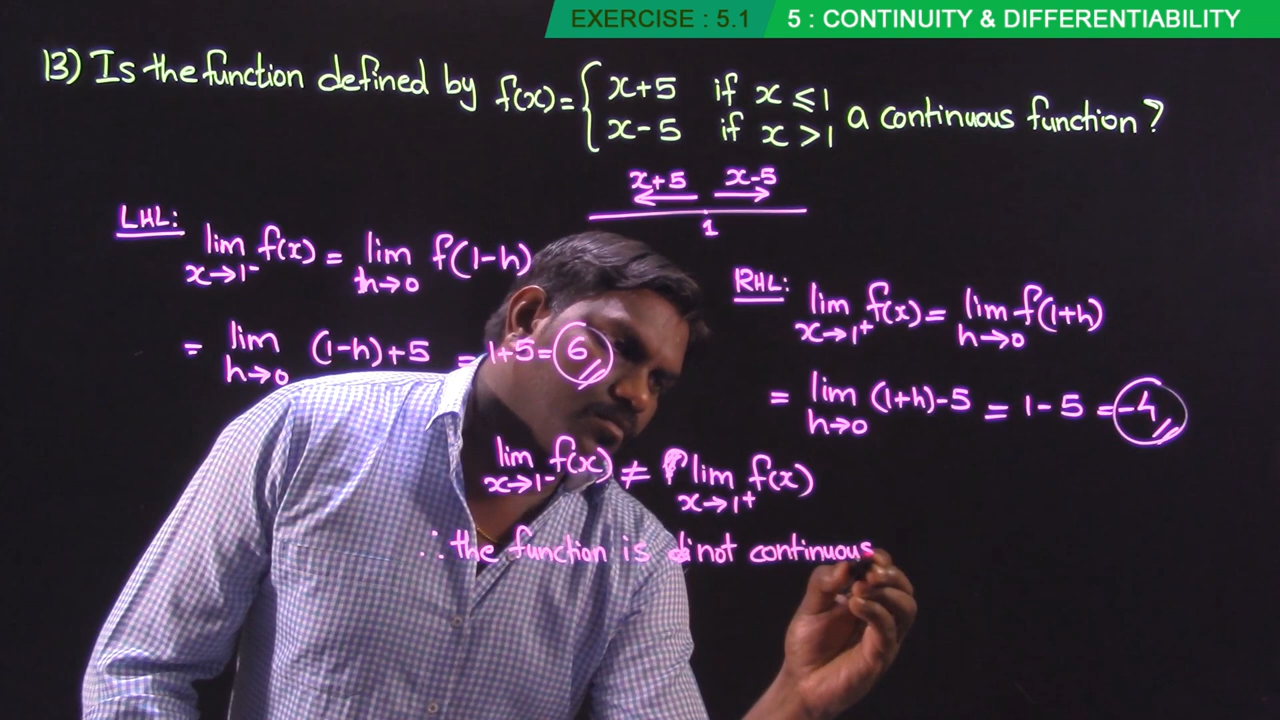 EXERCISE : 5.1 5 : CONTINUITY & DIFFERENTIABILITY
13) Is the function defined by f(x) = { x+5 if x ≤ 1
x-5 if x > 1 a continuous function?
x+5 x-5
1
LHL: lim x→1⁻ f(x) = lim h→0 f(1-h)
= lim h→0 (1-h)+5 = 1+5 = 6
RHL: lim x→1⁺ f(x) = lim h→0 f(1+h)
= lim h→0 (1+h)-5 = 1-5 = -4
lim x→1⁻ f(x) ≠ lim x→1⁺ f(x)
∴ the function is not continuous